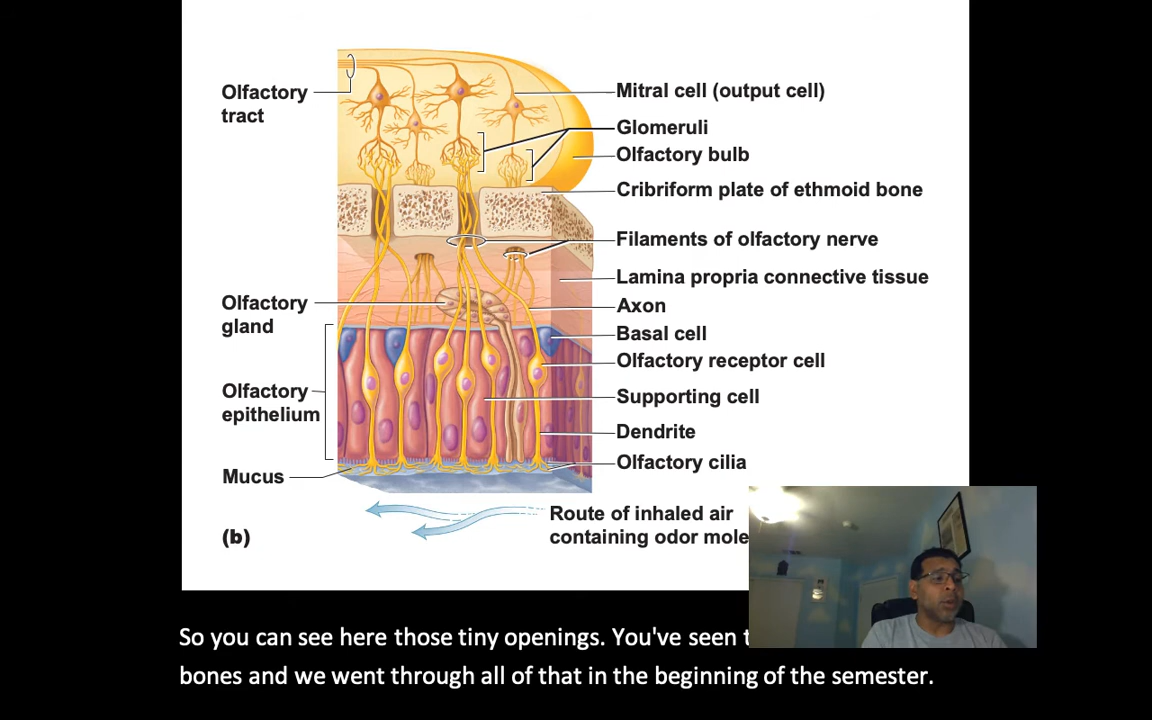 Olfactory
tract
Mitral cell (output cell)
Glomeruli
Olfactory bulb
Cribriform plate of ethmoid bone
Filaments of olfactory nerve
Lamina propria connective tissue
Olfactory
gland
Axon
Basal cell
Olfactory receptor cell
Olfactory
epithelium
Supporting cell
Dendrite
Olfactory cilia
Mucus
Route of inhaled air
containing odor
(b)
So you can see here those tiny openings. You've seen
bones and we went through all of that in the beginning of the semester.